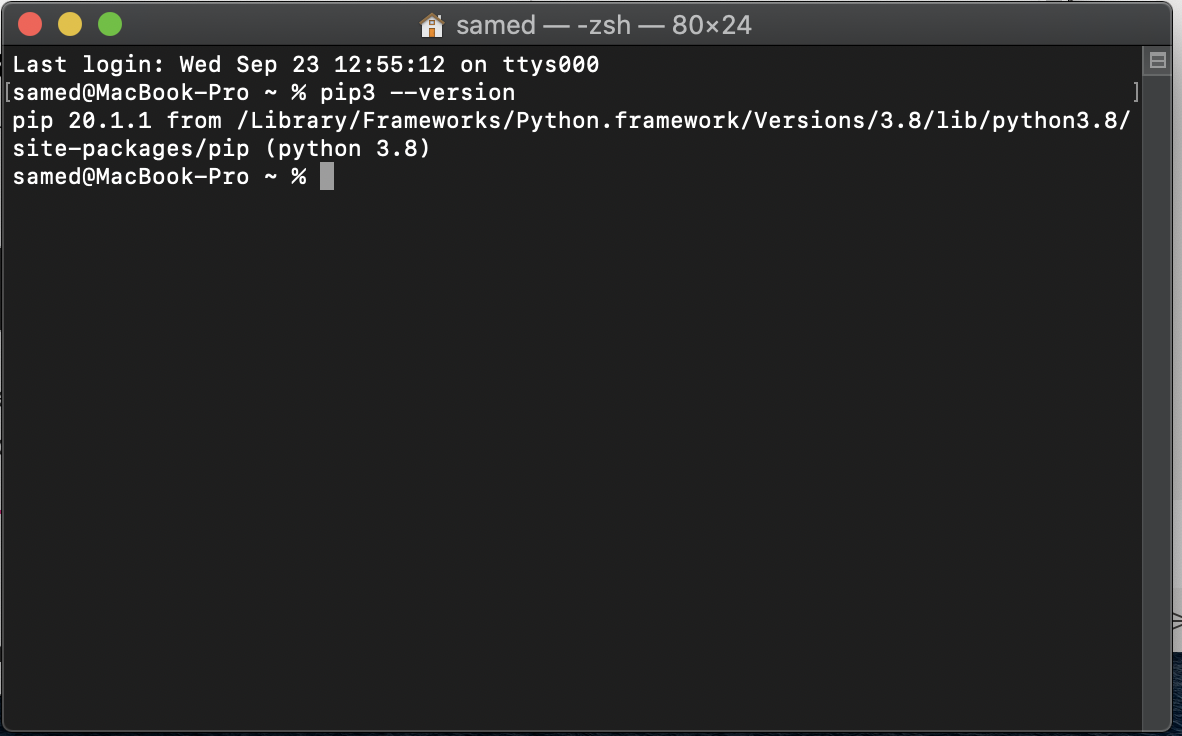 samed — -zsh — 80×24
Last login: Wed Sep 23 12:55:12 on ttys000
[samed@MacBook-Pro ~ % pip3 --version ]
pip 20.1.1 from /Library/Frameworks/Python.framework/Versions/3.8/lib/python3.8/
site-packages/pip (python 3.8)
samed@MacBook-Pro ~ %